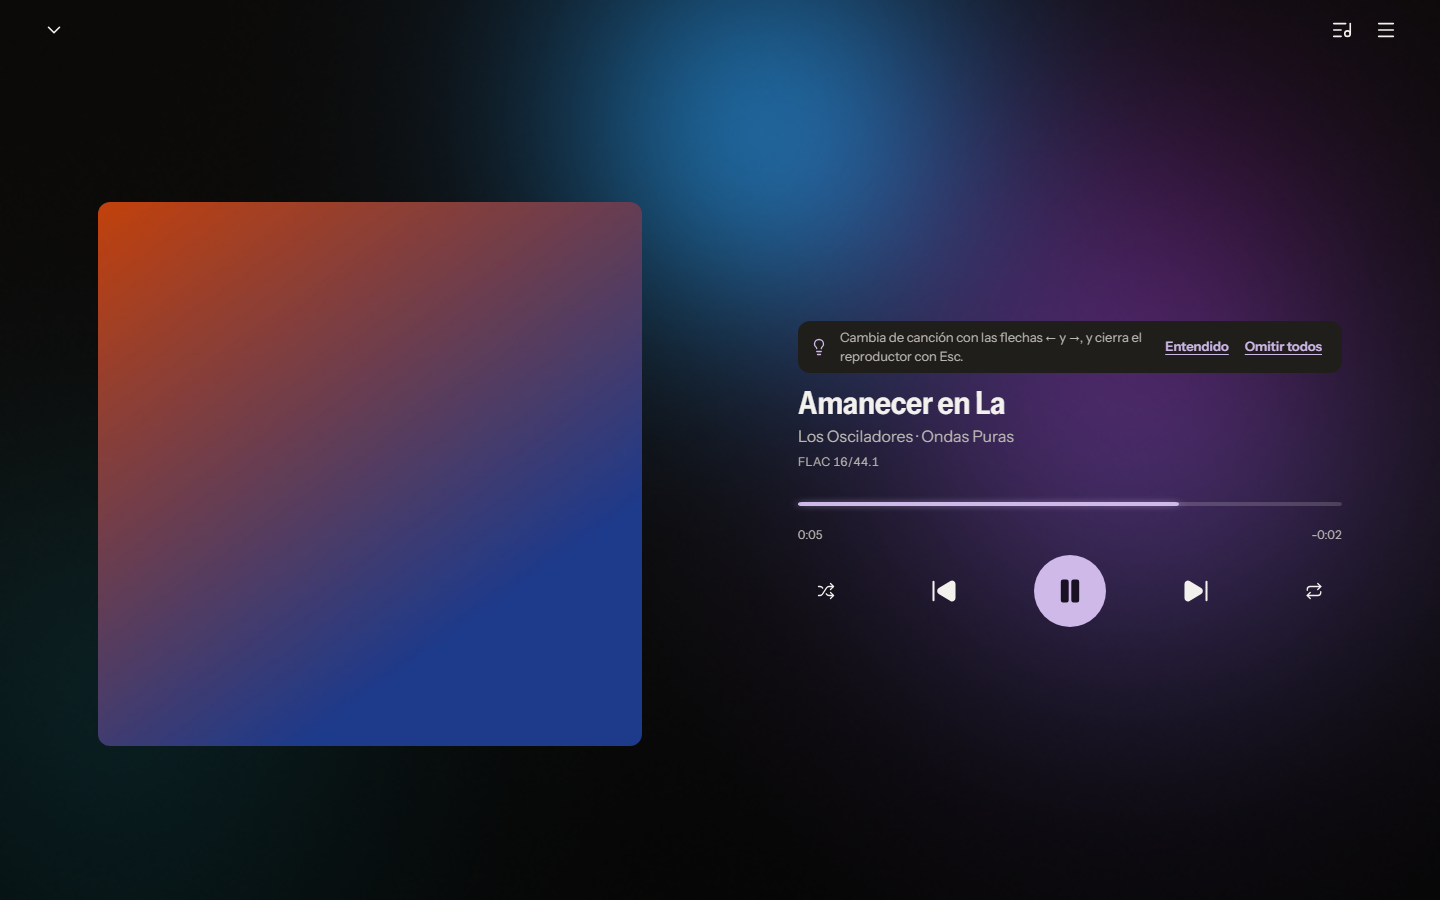 Cambia de canción con las flechas ← y →, y cierra el
reproductor con Esc.
Entendido
Omitir todos
Amanecer en La
Los Osciladores · Ondas Puras
FLAC 16/44.1
0:05
-0:02